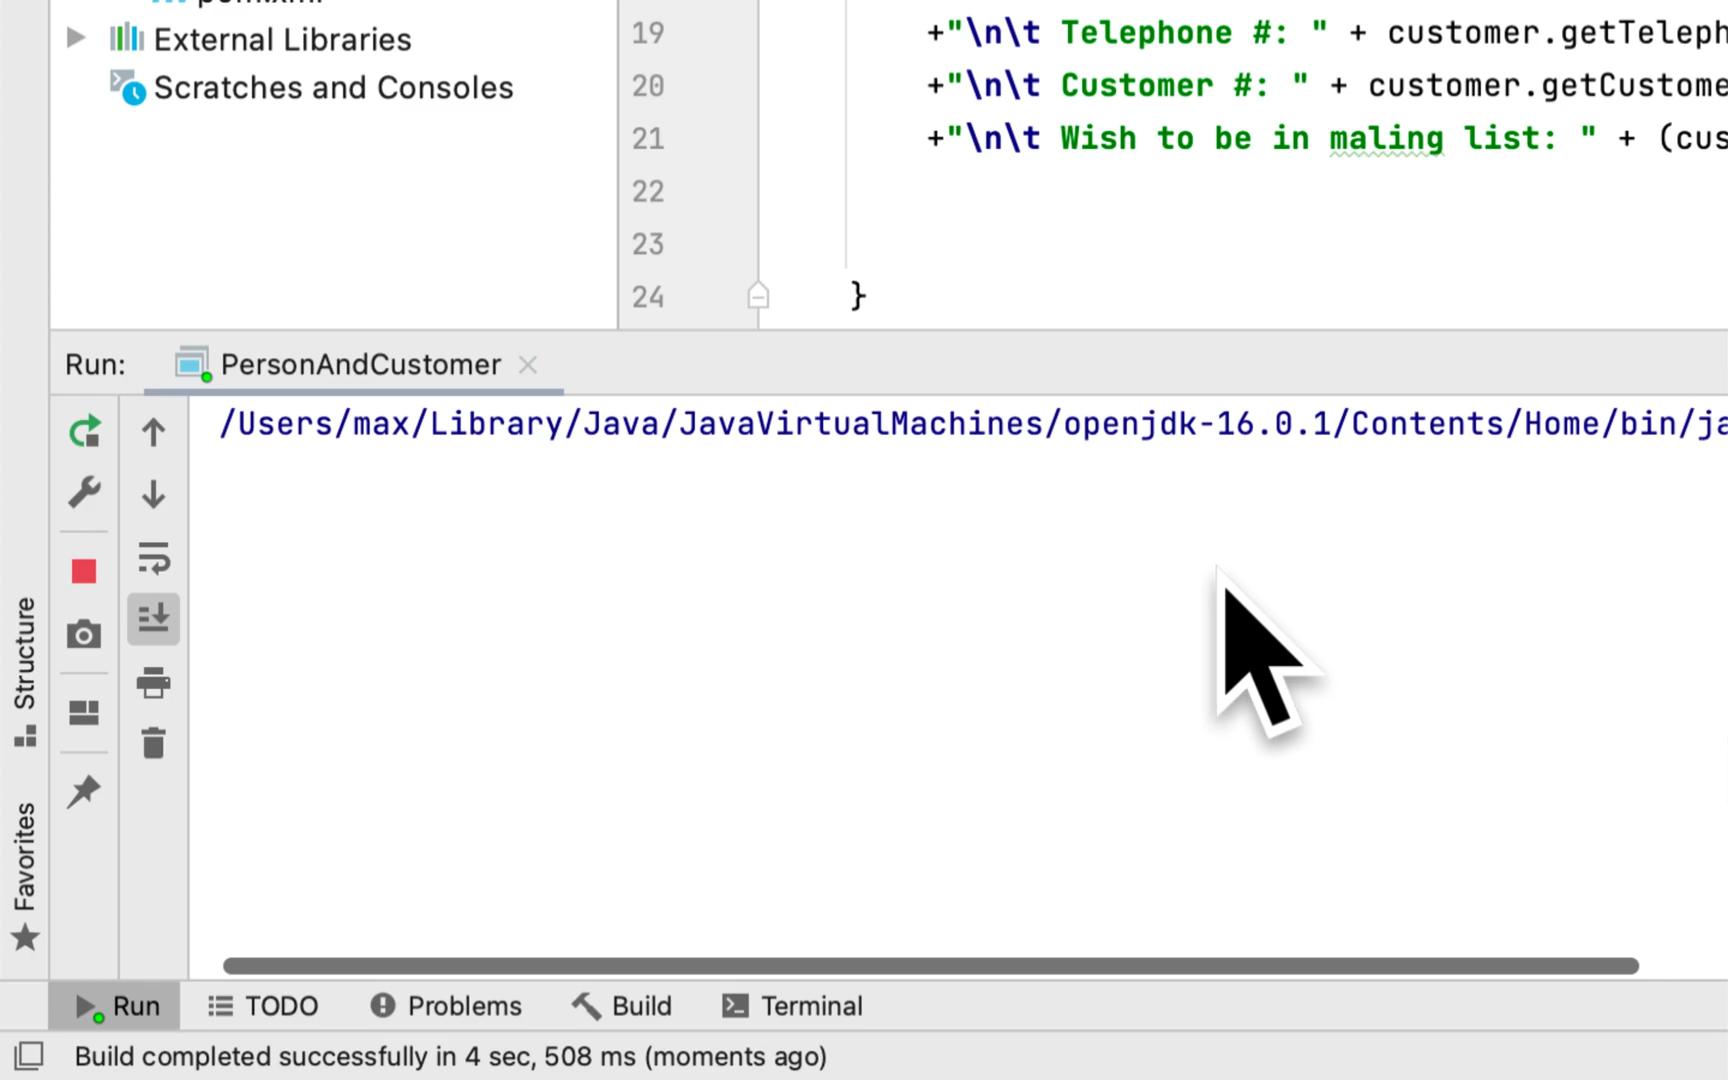 External Libraries
Scratches and Consoles
19 +"\n\t Telephone #: " + customer.getTeleph
20 +"\n\t Customer #: " + customer.getCustome
21 +"\n\t Wish to be in maling list: " + (cus
22
23
24 }
Run: PersonAndCustomer
/Users/max/Library/Java/JavaVirtualMachines/openjdk-16.0.1/Contents/Home/bin/ja
Structure
Favorites
Run TODO Problems Build Terminal
Build completed successfully in 4 sec, 508 ms (moments ago)